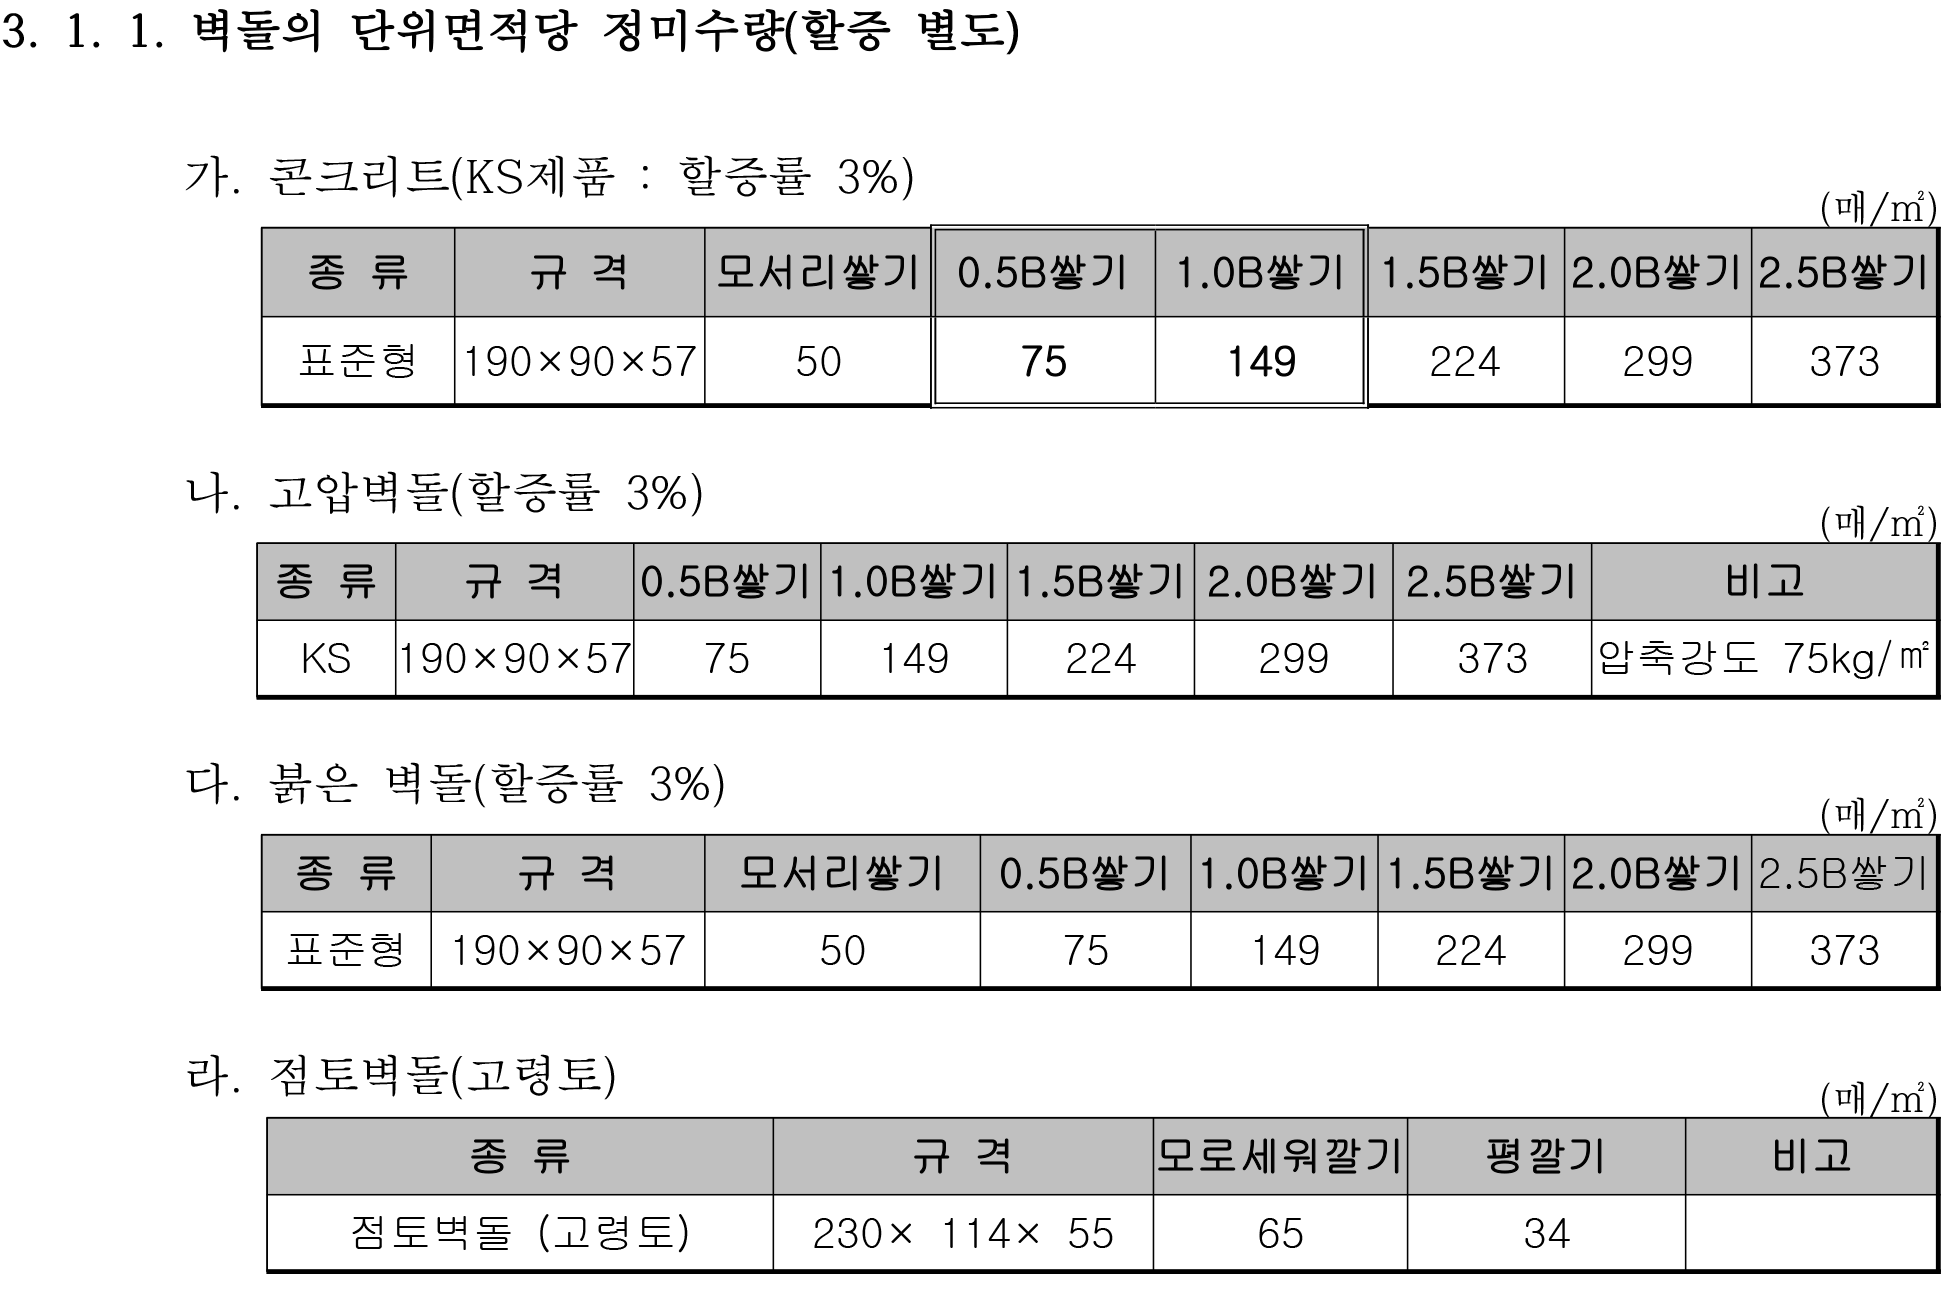 3. 1. 1. 벽돌의 단위면적당 정미수량(할증 별도)
가. 콘크리트(KS제품 : 할증률 3%)
(매/㎡)
종 류 규 격 모서리쌓기 0.5B쌓기 1.0B쌓기 1.5B쌓기 2.0B쌓기 2.5B쌓기
표준형 190×90×57 50 75 149 224 299 373
나. 고압벽돌(할증률 3%)
(매/㎡)
종 류 규 격 0.5B쌓기 1.0B쌓기 1.5B쌓기 2.0B쌓기 2.5B쌓기 비고
KS 190×90×57 75 149 224 299 373 압축강도 75kg/㎡
다. 붉은 벽돌(할증률 3%)
(매/㎡)
종 류 규 격 모서리쌓기 0.5B쌓기 1.0B쌓기 1.5B쌓기 2.0B쌓기 2.5B쌓기
표준형 190×90×57 50 75 149 224 299 373
라. 점토벽돌(고령토)
(매/㎡)
종 류 규 격 모로세워깔기 평깔기 비고
점토벽돌 (고령토) 230× 114× 55 65 34